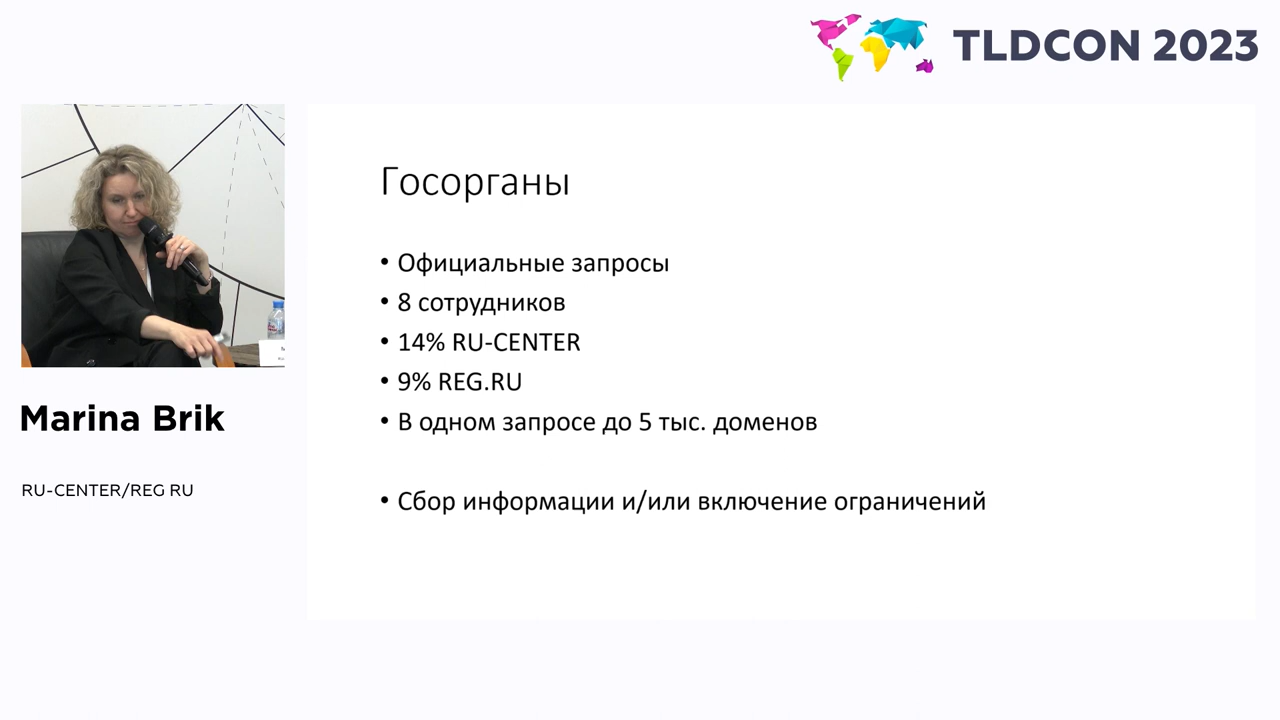 TLDCON 2023
Госорганы
• Официальные запросы
• 8 сотрудников
• 14% RU-CENTER
• 9% REG.RU
• В одном запросе до 5 тыс. доменов
• Сбор информации и/или включение ограничений
Marina Brik
RU-CENTER/REG RU